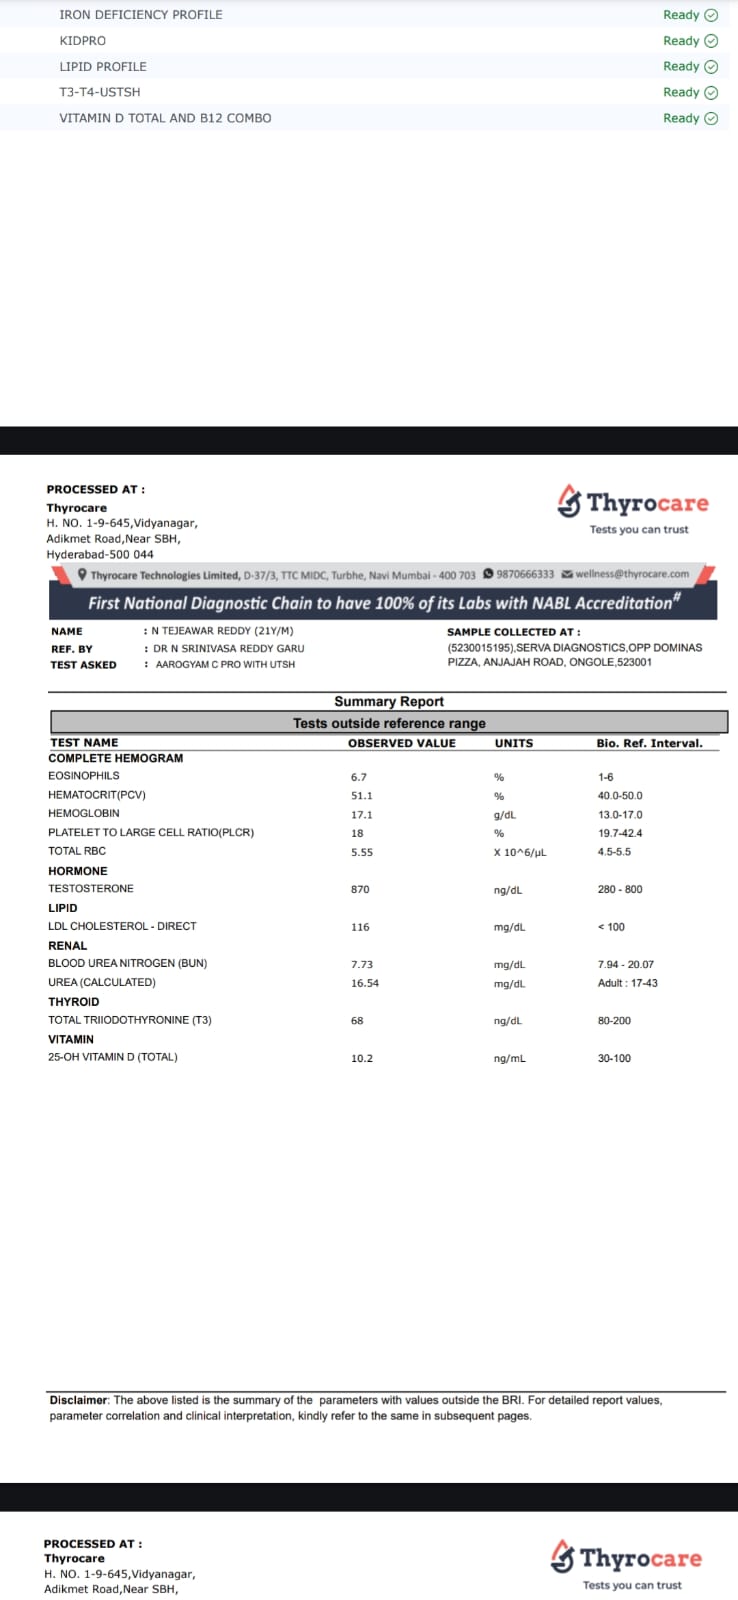 IRON DEFICIENCY PROFILE Ready
KIDPRO Ready
LIPID PROFILE Ready
T3-T4-USTSH Ready
VITAMIN D TOTAL AND B12 COMBO Ready
PROCESSED AT :
Thyrocare
H. NO. 1-9-645,Vidyanagar,
Adikmet Road,Near SBH,
Hyderabad-500 044
Thyrocare
Tests you can trust
Thyrocare Technologies Limited, D-37/3, TTC MIDC, Turbhe, Navi Mumbai - 400 703 9870666333 wellness@thyrocare.com
First National Diagnostic Chain to have 100% of its Labs with NABL Accreditation#
NAME : N TEJEAWAR REDDY (21Y/M)
REF. BY : DR N SRINIVASA REDDY GARU
TEST ASKED : AAROGYAM C PRO WITH UTSH
SAMPLE COLLECTED AT :
(5230015195),SERVA DIAGNOSTICS,OPP DOMINAS
PIZZA, ANJAJAH ROAD, ONGOLE,523001
Summary Report
Tests outside reference range
TEST NAME OBSERVED VALUE UNITS Bio. Ref. Interval.
COMPLETE HEMOGRAM
EOSINOPHILS 6.7 % 1-6
HEMATOCRIT(PCV) 51.1 % 40.0-50.0
HEMOGLOBIN 17.1 g/dL 13.0-17.0
PLATELET TO LARGE CELL RATIO(PLCR) 18 % 19.7-42.4
TOTAL RBC 5.55 X 10^6/µL 4.5-5.5
HORMONE
TESTOSTERONE 870 ng/dL 280 - 800
LIPID
LDL CHOLESTEROL - DIRECT 116 mg/dL < 100
RENAL
BLOOD UREA NITROGEN (BUN) 7.73 mg/dL 7.94 - 20.07
UREA (CALCULATED) 16.54 mg/dL Adult : 17-43
THYROID
TOTAL TRIIODOTHYRONINE (T3) 68 ng/dL 80-200
VITAMIN
25-OH VITAMIN D (TOTAL) 10.2 ng/mL 30-100
Disclaimer: The above listed is the summary of the parameters with values outside the BRI. For detailed report values,
parameter correlation and clinical interpretation, kindly refer to the same in subsequent pages.
PROCESSED AT :
Thyrocare
H. NO. 1-9-645,Vidyanagar,
Adikmet Road,Near SBH,
Thyrocare
Tests you can trust